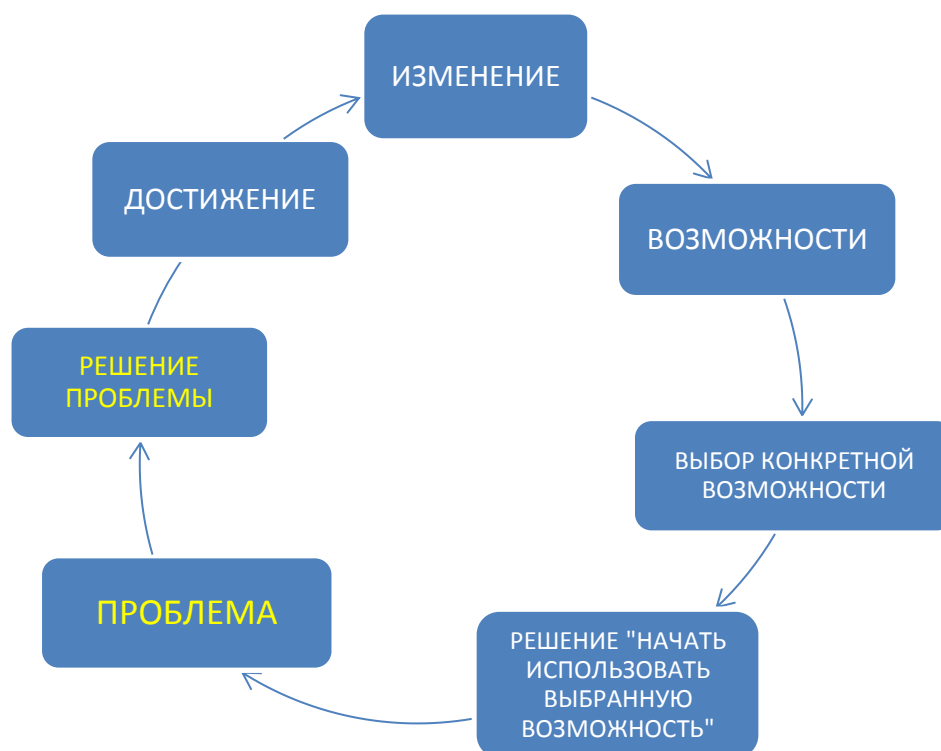 ИЗМЕНЕНИЕ
ВОЗМОЖНОСТИ
ВЫБОР КОНКРЕТНОЙ
ВОЗМОЖНОСТИ
РЕШЕНИЕ "НАЧАТЬ
ИСПОЛЬЗОВАТЬ
ВЫБРАННУЮ
ВОЗМОЖНОСТЬ"
ПРОБЛЕМА
РЕШЕНИЕ
ПРОБЛЕМЫ
ДОСТИЖЕНИЕ